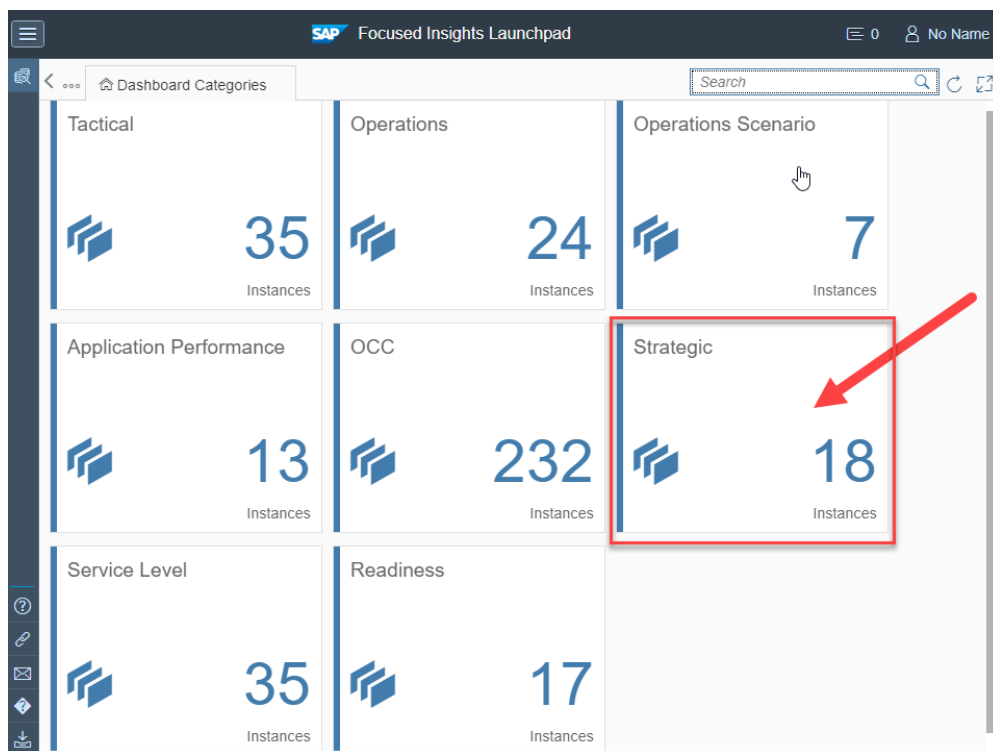 SAP Focused Insights Launchpad 0 No Name
Dashboard Categories Search
Tactical
35
Instances
Operations
24
Instances
Operations Scenario
7
Instances
Application Performance
13
Instances
OCC
232
Instances
Strategic
18
Instances
Service Level
35
Instances
Readiness
17
Instances